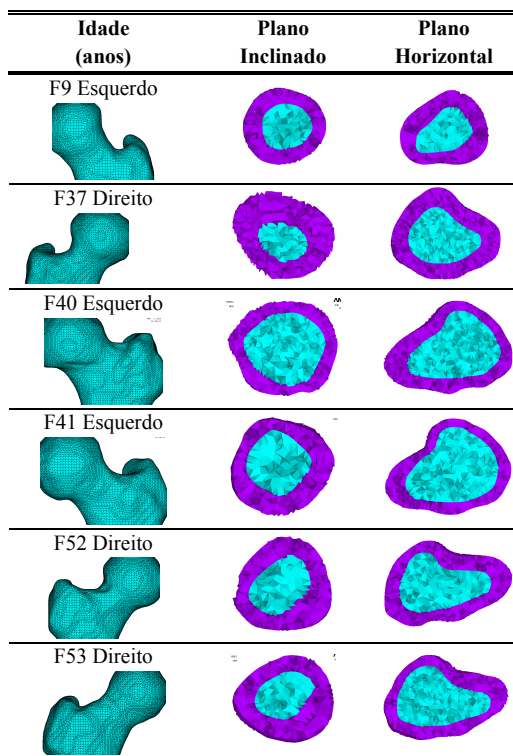 Idade Plano Plano
(anos) Inclinado Horizontal
F9 Esquerdo
F37 Direito
F40 Esquerdo
F41 Esquerdo
F52 Direito
F53 Direito